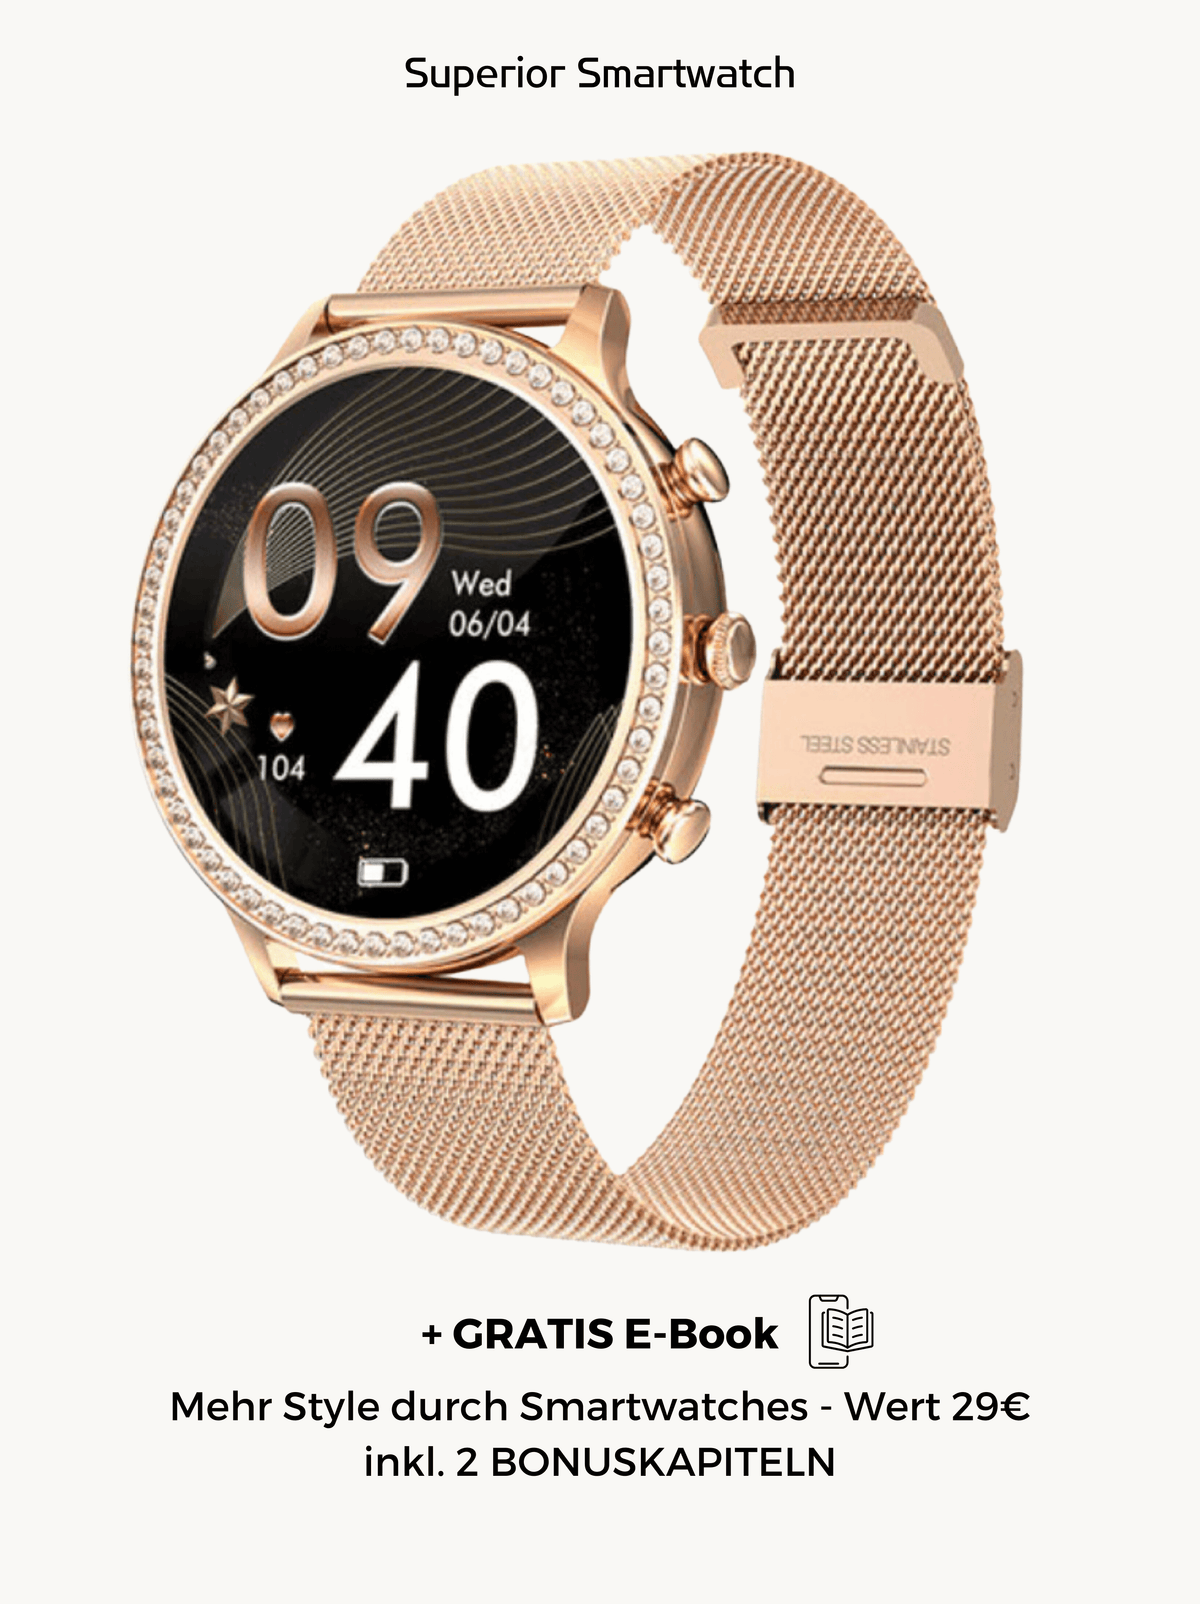 Superior Smartwatch
09
Wed
06/04
40
104
STAINLESS STEEL
+ GRATIS E-Book
Mehr Style durch Smartwatches - Wert 29€
inkl. 2 BONUSKAPITELN